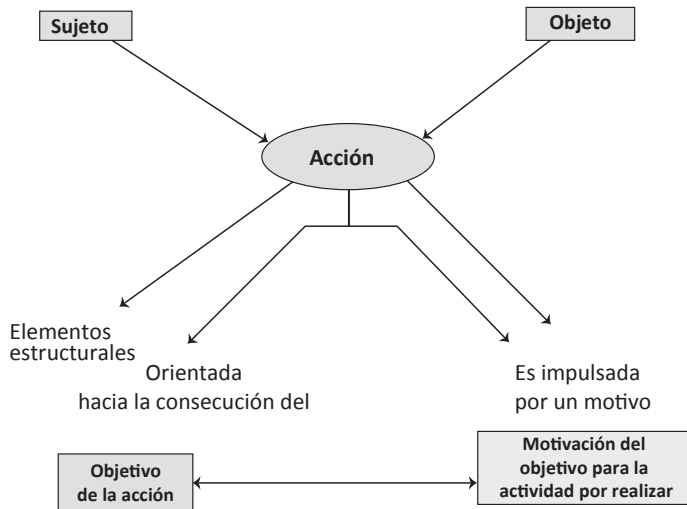 Sujeto
Objeto
Acción
Elementos
estructurales
Orientada
hacia la consecución del
Es impulsada
por un motivo
Objetivo
de la acción
Motivación del
objetivo para la
actividad por realizar